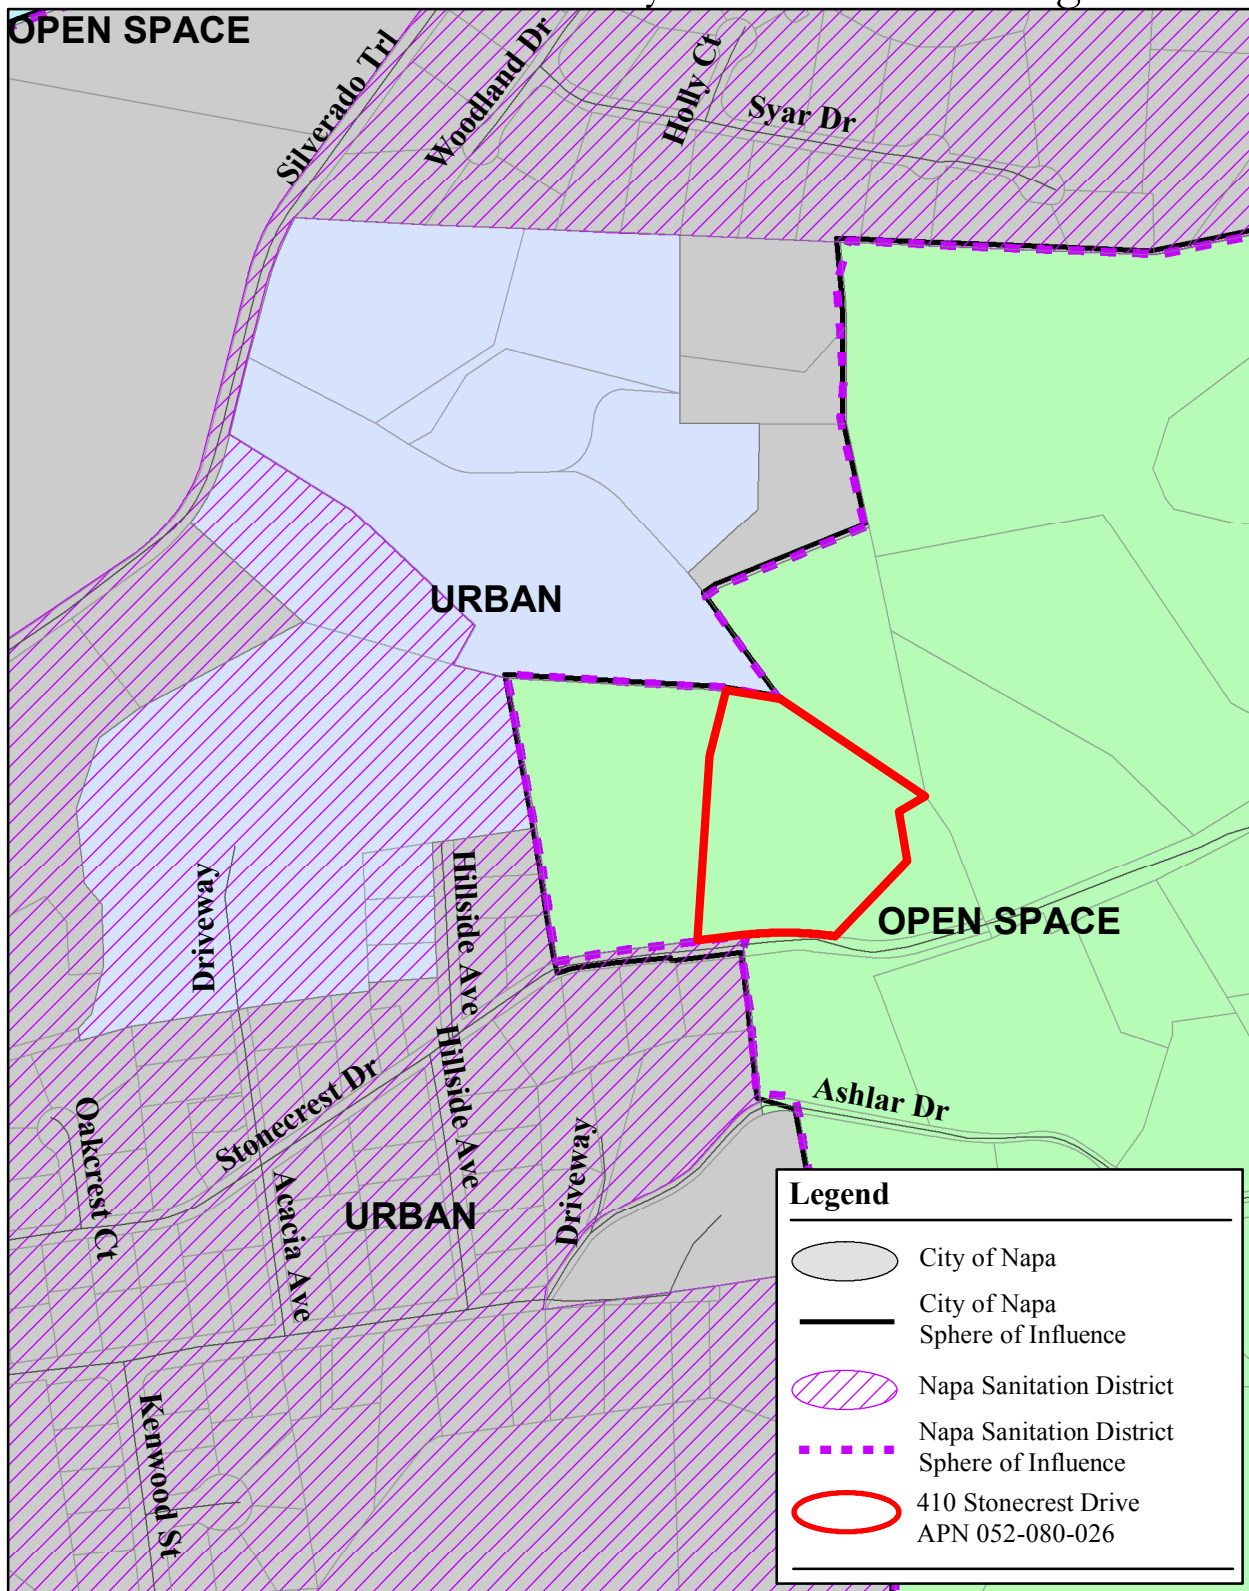 OPEN SPACE
Silverado Trl
Woodland Dr
Holly Ct
Syar Dr
URBAN
Driveway
Hillside Ave
OPEN SPACE
Hillside Ave
Stonecrest Dr
Ashlar Dr
Oakcrest Ct
Acacia Ave
URBAN
Driveway
Kenwood St
Legend
City of Napa
City of Napa
Sphere of Influence
Napa Sanitation District
Napa Sanitation District
Sphere of Influence
410 Stonecrest Drive
APN 052-080-026